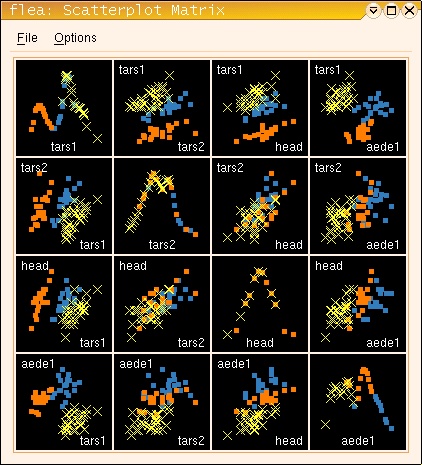 flea: Scatterplot Matrix
File Options
tars1
tars1 tars2
tars1 head
tars1 aede1
tars2 tars1
tars2
tars2 head
tars2 aede1
head tars1
head tars2
head
head aede1
aede1 tars1
aede1 tars2
aede1 head
aede1